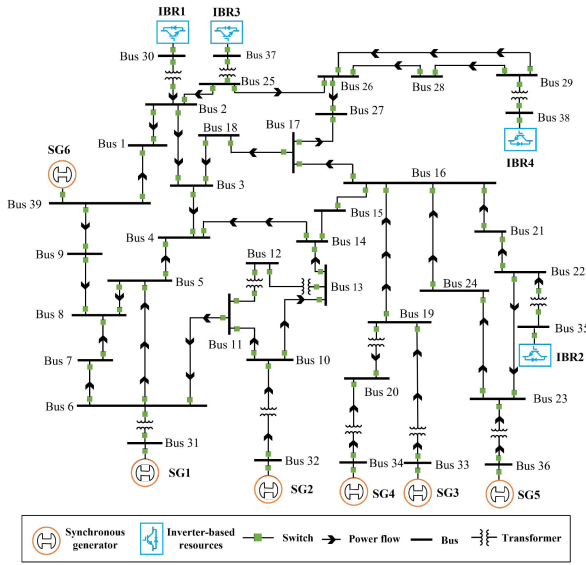 IBR1
IBR3
Bus 30
Bus 37
Bus 25
Bus 26
Bus 28
Bus 29
Bus 2
Bus 27
Bus 38
Bus 18
Bus 17
Bus 1
IBR4
SG6
Bus 3
Bus 16
Bus 39
Bus 15
Bus 4
Bus 14
Bus 21
Bus 9
Bus 12
Bus 5
Bus 13
Bus 24
Bus 22
Bus 8
Bus 19
Bus 35
Bus 11
Bus 7
Bus 10
IBR2
Bus 20
Bus 6
Bus 23
Bus 31
Bus 32
Bus 34
Bus 33
Bus 36
SG1
SG2
SG4
SG3
SG5
Synchronous generator
Inverter-based resources
Switch
Power flow
Bus
Transformer